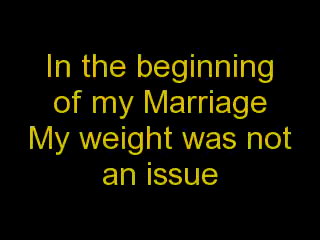 In the beginning
of my Marriage
My weight was not
an issue